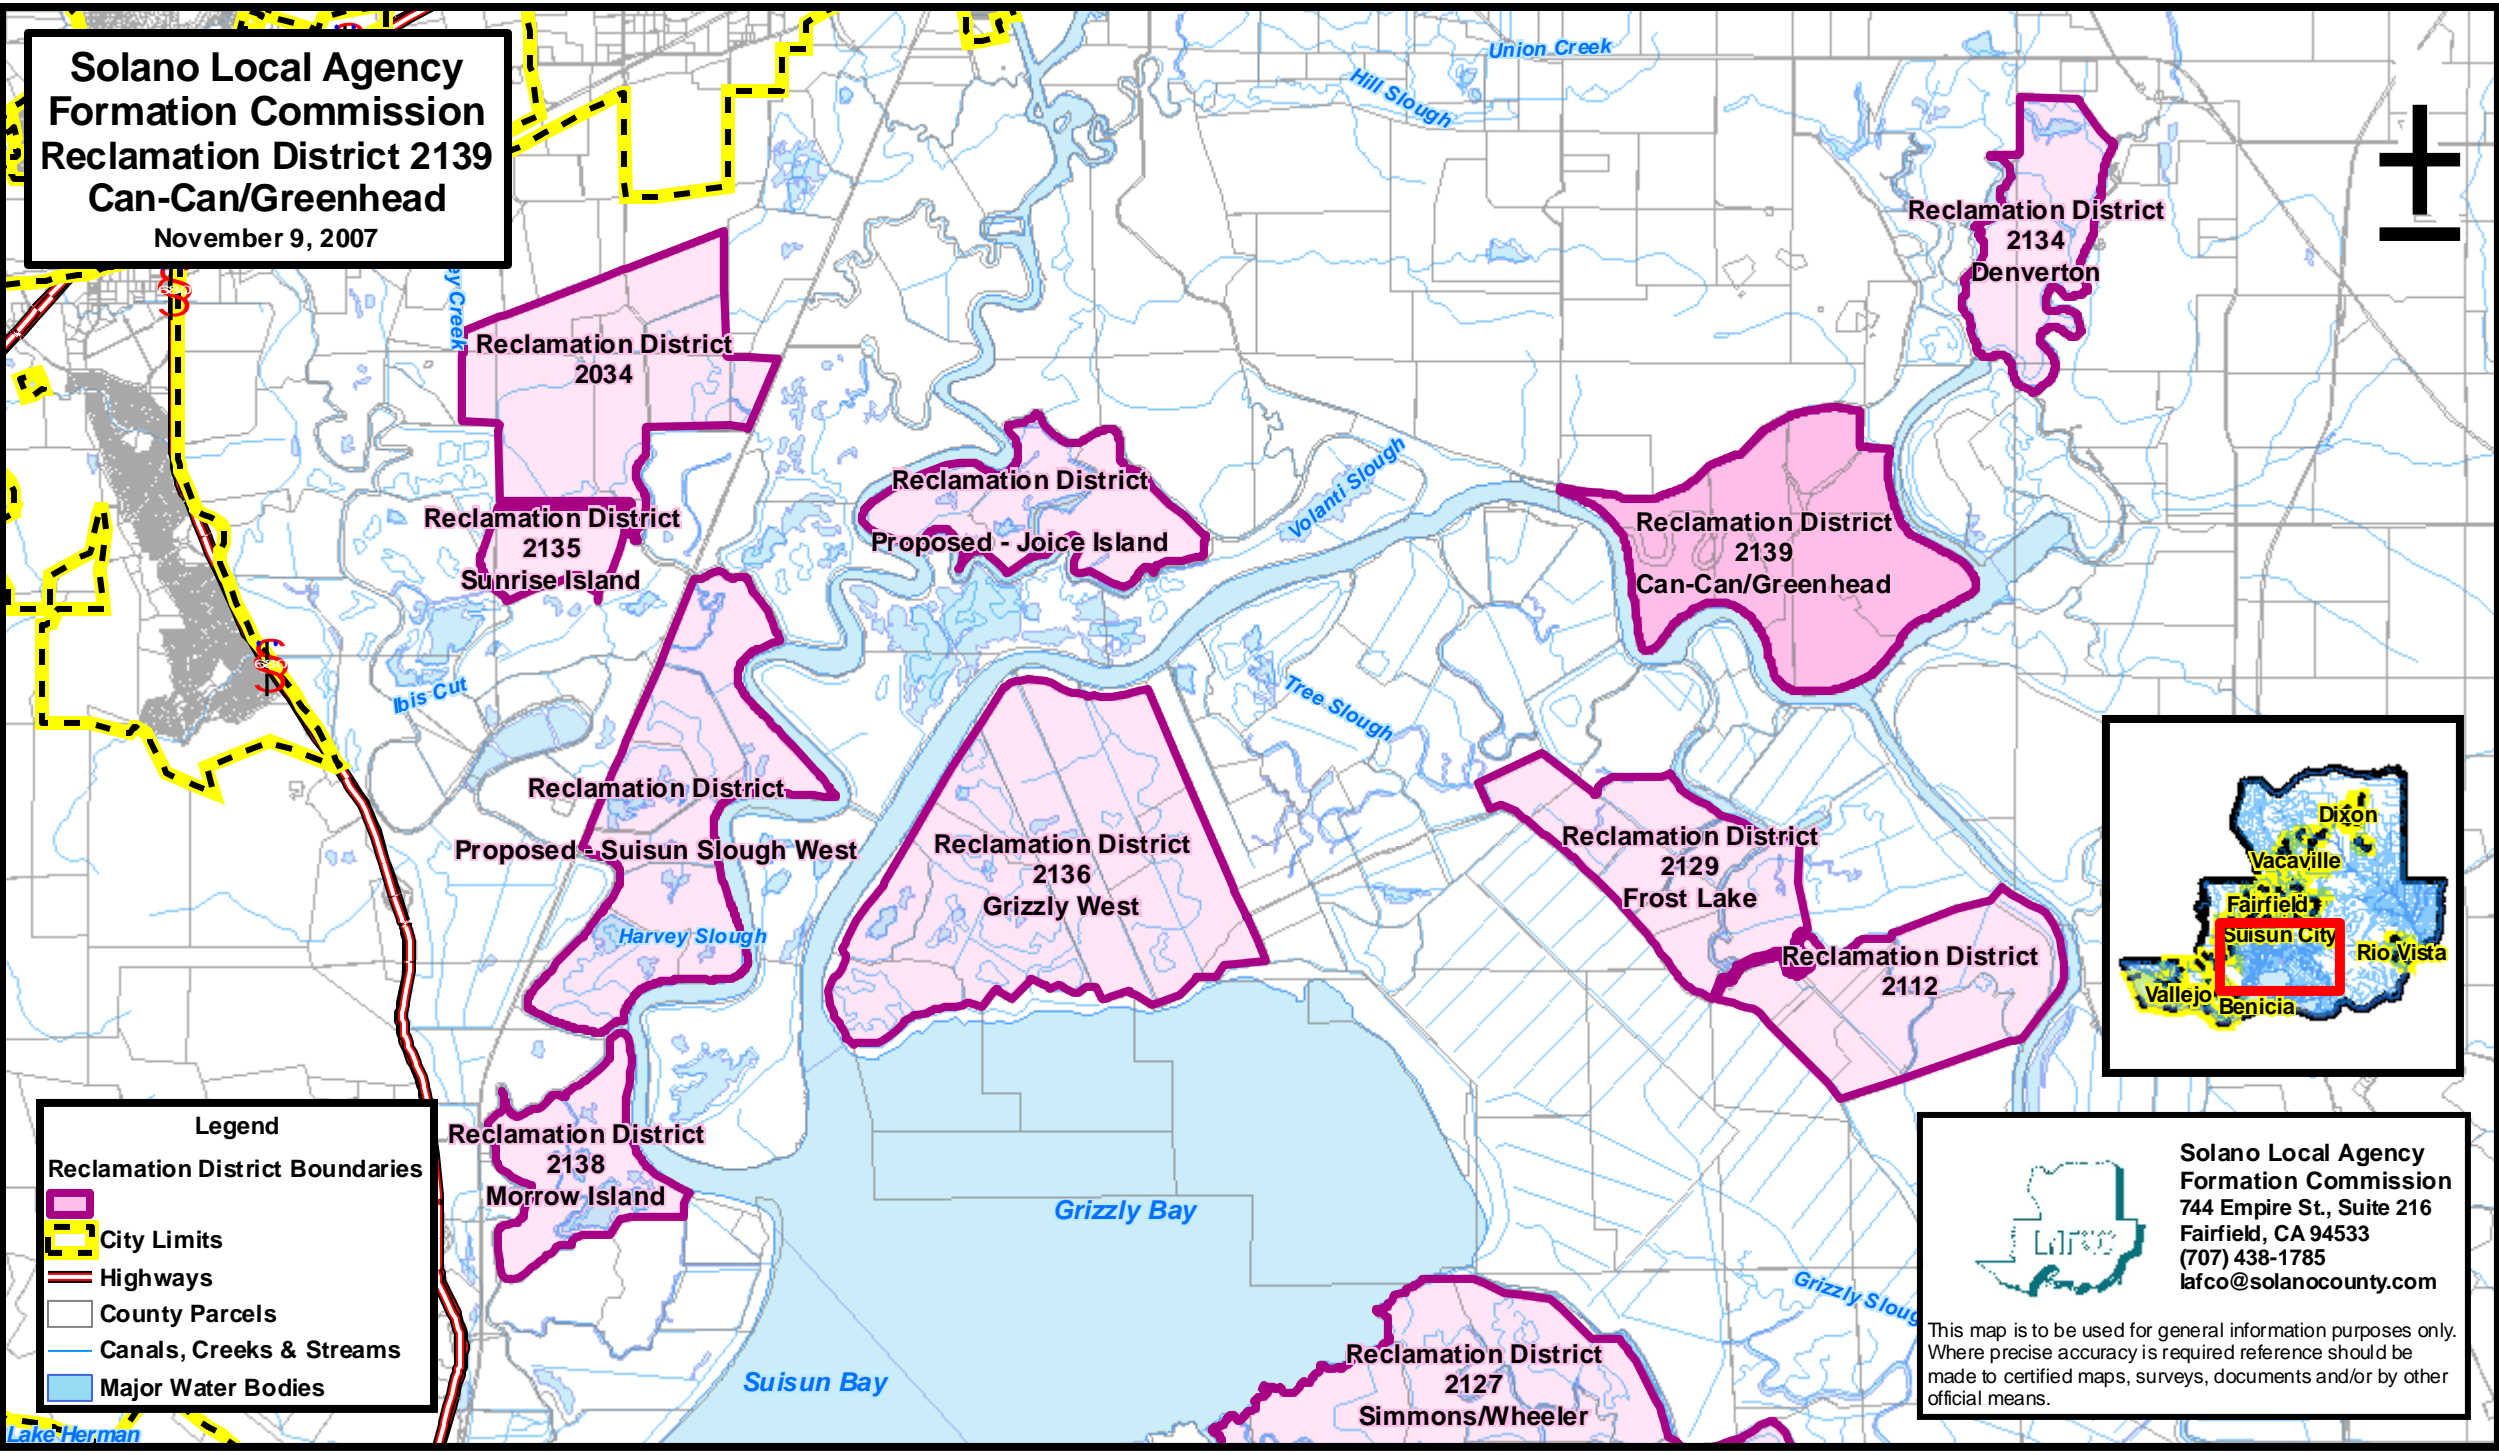 Solano Local Agency
Formation Commission
Reclamation District 2139
Can-Can/Greenhead
November 9, 2007
Union Creek
Hill Slough
Reclamation District
2134
Denverton
Creek
Reclamation District
2034
Reclamation District
Proposed - Joice Island
Volanti Slough
Reclamation District
2135
Sunrise Island
Reclamation District
2139
Can-Can/Greenhead
Ibis Cut
Tree Slough
Reclamation District
Proposed - Suisun Slough West
Harvey Slough
Reclamation District
2136
Grizzly West
Reclamation District
2129
Frost Lake
Reclamation District
2112
Dixon
Vacaville
Fairfield
Suisun City
Rio Vista
Vallejo
Benicia
Reclamation District
2138
Morrow Island
Grizzly Bay
Suisun Bay
Grizzly Sloug
Reclamation District
2127
Simmons/Wheeler
Lake Herman
Legend
Reclamation District Boundaries
City Limits
Highways
County Parcels
Canals, Creeks & Streams
Major Water Bodies
LAFCO
Solano Local Agency
Formation Commission
744 Empire St., Suite 216
Fairfield, CA 94533
(707) 438-1785
lafco@solanocounty.com
This map is to be used for general information purposes only.
Where precise accuracy is required reference should be
made to certified maps, surveys, documents and/or by other
official means.